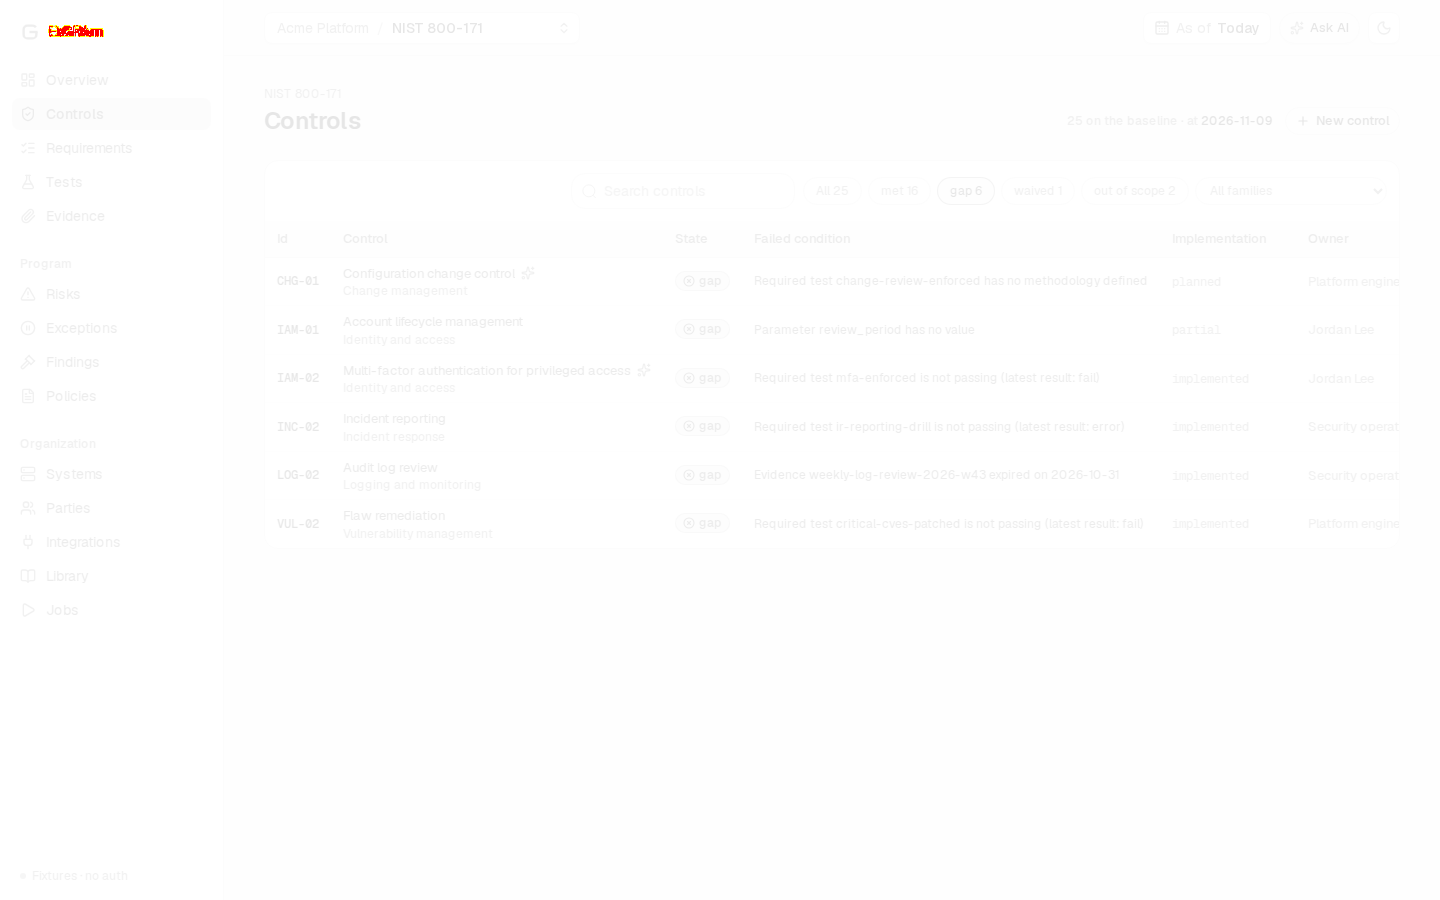 G
Acme Platform / NIST 800-171
As of Today
Ask AI
Overview
Controls
Requirements
Tests
Evidence
Program
Risks
Exceptions
Findings
Policies
Organization
Systems
Parties
Integrations
Library
Jobs
Fixtures · no auth
NIST 800-171
Controls
25 on the baseline · at 2026-11-09
New control
Search controls
All 25
met 16
gap 6
waived 1
out of scope 2
All families
Id Control State Failed condition Implementation Owner
CHG-01 Configuration change control gap Required test change-review-enforced has no methodology defined planned Platform engine
Change management
IAM-01 Account lifecycle management gap Parameter review_period has no value partial Jordan Lee
Identity and access
IAM-02 Multi-factor authentication for privileged access gap Required test mfa-enforced is not passing (latest result: fail) implemented Jordan Lee
Identity and access
INC-02 Incident reporting gap Required test ir-reporting-drill is not passing (latest result: error) implemented Security operat
Incident response
LOG-02 Audit log review gap Evidence weekly-log-review-2026-w43 expired on 2026-10-31 implemented Security operat
Logging and monitoring
VUL-02 Flaw remediation gap Required test critical-cves-patched is not passing (latest result: fail) implemented Platform engine
Vulnerability management